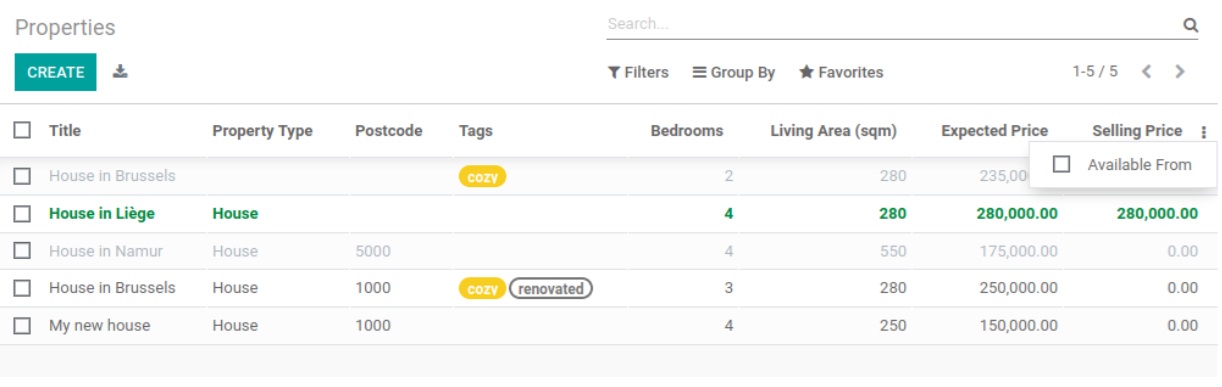 Properties
Search...
CREATE
Filters Group By Favorites 1-5 / 5
Title Property Type Postcode Tags Bedrooms Living Area (sqm) Expected Price Selling Price
Available From
House in Brussels cozy 2 280
House in Liège House 4 280 280,000.00 280,000.00
House in Namur House 5000 4 550 175,000.00 0.00
House in Brussels House 1000 cozy renovated 3 280 250,000.00 0.00
My new house House 1000 4 250 150,000.00 0.00